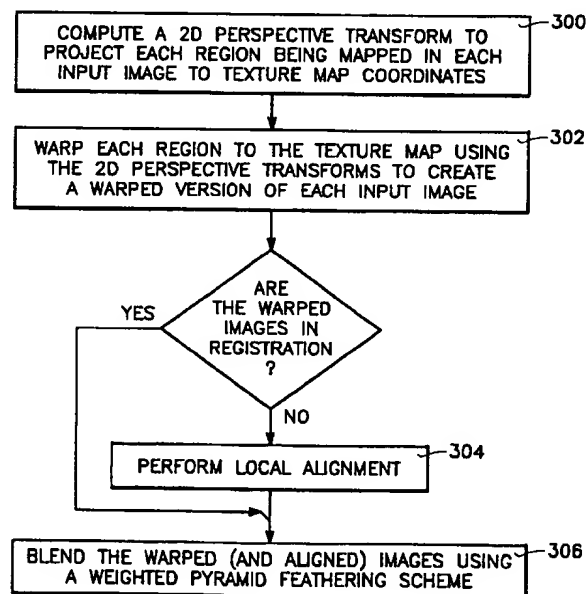 COMPUTE A 2D PERSPECTIVE TRANSFORM TO
PROJECT EACH REGION BEING MAPPED IN EACH
INPUT IMAGE TO TEXTURE MAP COORDINATES
300
WARP EACH REGION TO THE TEXTURE MAP USING
THE 2D PERSPECTIVE TRANSFORMS TO CREATE
A WARPED VERSION OF EACH INPUT IMAGE
302
ARE
THE WARPED
IMAGES IN
REGISTRATION
?
YES
NO
PERFORM LOCAL ALIGNMENT
304
BLEND THE WARPED (AND ALIGNED) IMAGES USING
A WEIGHTED PYRAMID FEATHERING SCHEME
306